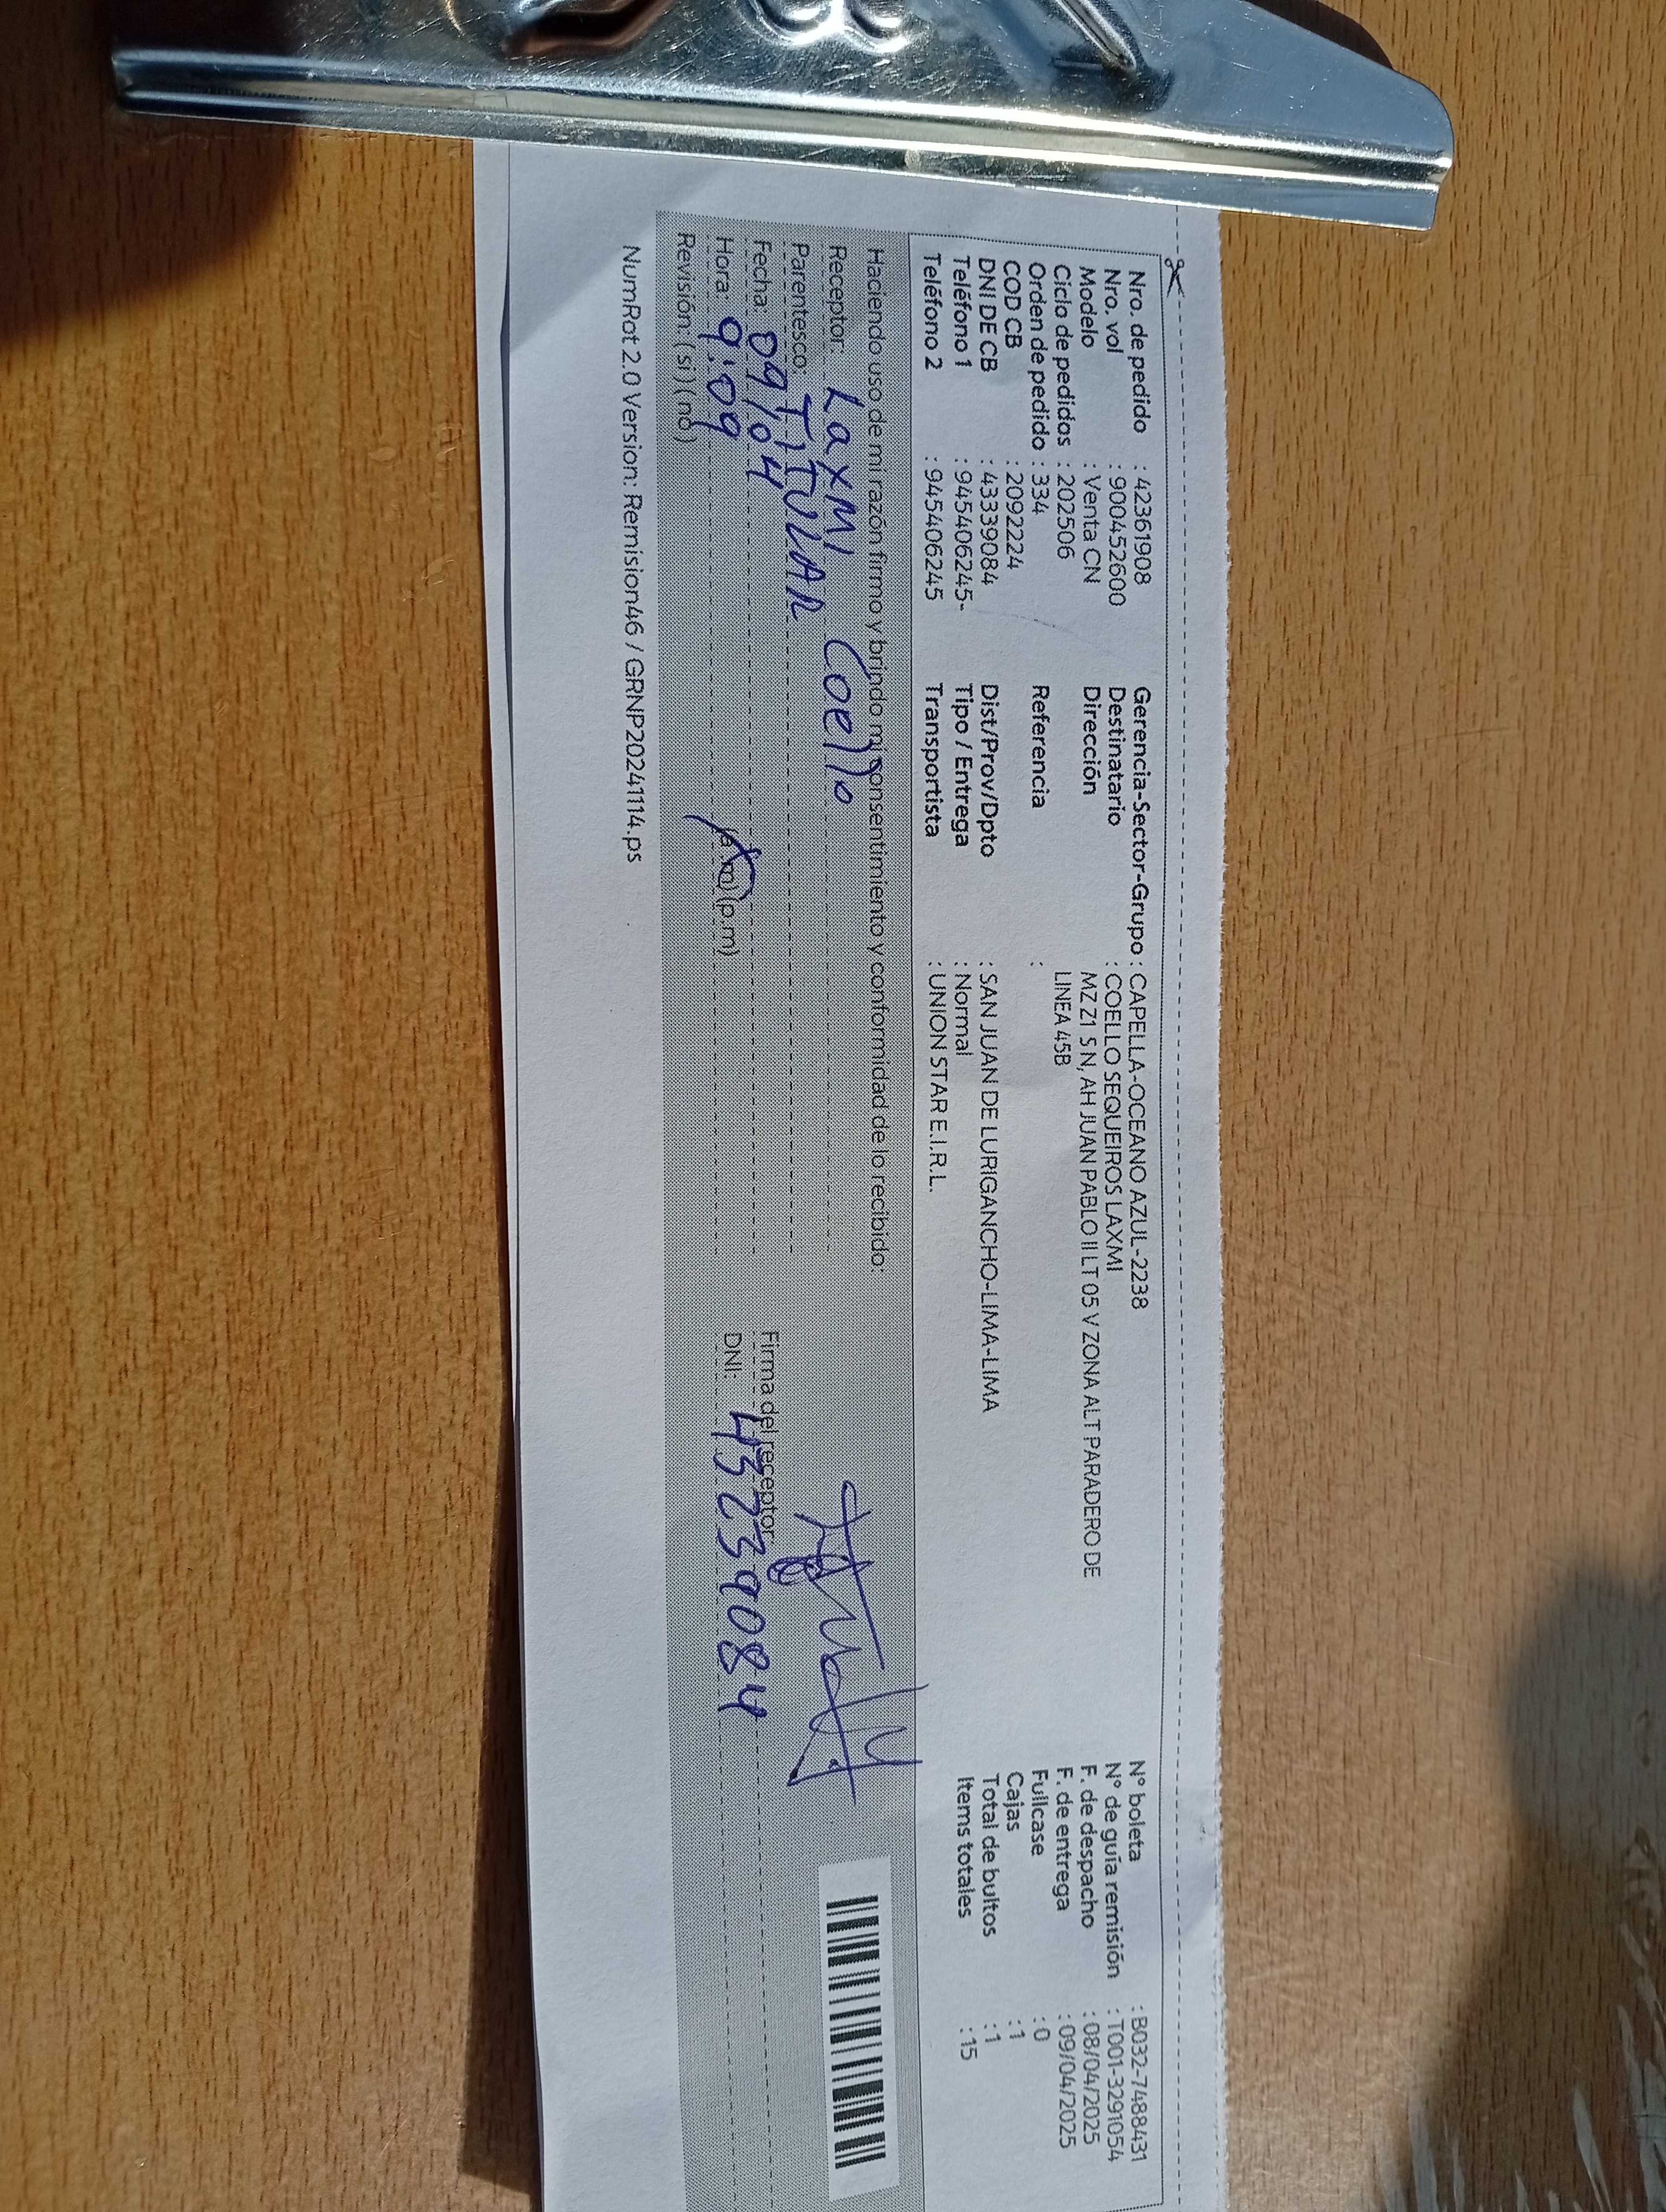 Nro. de pedido : 42361908
Nro. vol : 900452600
Modelo : Venta CN
Ciclo de pedidos : 202506
Orden de pedido : 334
COD CB : 2092224
DNI DE CB : 43339084
Teléfono 1 : 945406245-
Teléfono 2 : 945406245
Gerencia-Sector-Grupo : CAPELLA-OCEANO AZUL-2238
Destinatario : COELLO SEQUEIROS LAXMI
Dirección : MZ Z1 S N, AH JUAN PABLO II LT 05 V ZONA ALT PARADERO DE
LINEA 45B
Referencia :
Dist/Prov/Dpto : SAN JUAN DE LURIGANCHO-LIMA-LIMA
Tipo / Entrega : Normal
Transportista : UNION STAR E.I.R.L.
N° boleta : B032-7488431
N° de guía remisión : T001-3291054
F. de despacho : 08/04/2025
F. de entrega : 09/04/2025
Fullcase : 0
Cajas : 1
Total de bultos : 1
Items totales : 15
Haciendo uso de mi razón firmo y brindo mi consentimiento y conformidad de lo recibido:
Receptor: Laxmi Coello
Parentesco: TITULAR
Fecha: 09/04
Hora: 9:09 (a.m) (p.m)
Revisión: ( si ) ( no )
Firma del receptor:
DNI: 43339084
NumRot 2.0 Version: Remision46 / GRNP20241114.ps